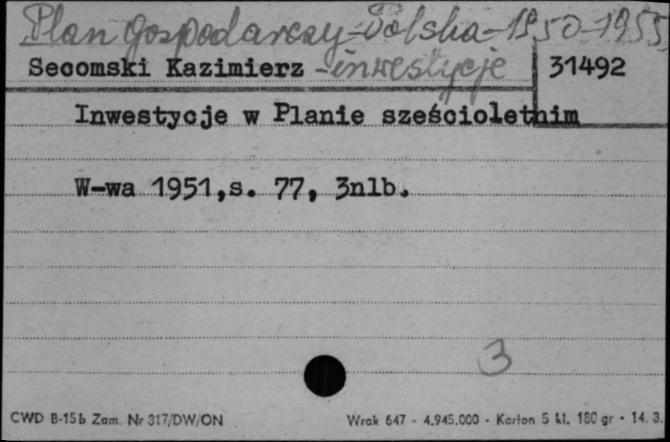 Plan gospodarczy-Polska-1950-1955
Secomski Kazimierz -inwestycje 31492
Inwestycje w Planie sześcioletnim
W-wa 1951,s. 77, 3nlb.
3
CWD B-15b Zam. Nr 317/DW/ON Wrak 647 - 4.945.000 - Karton 5 kl. 180 gr - 14. 3.